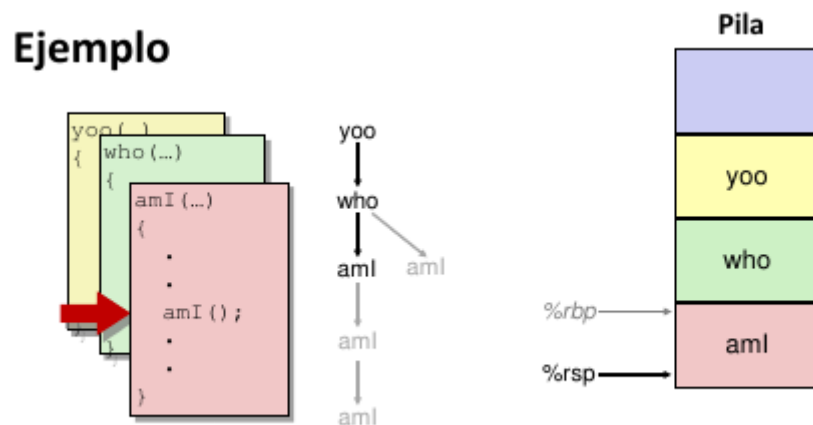 Ejemplo
yoo(…)
{
who(…)
{
amI(…)
{
.
.
amI();
.
.
}
}
}
yoo
who
amI
amI
amI
amI
Pila
yoo
who
amI
%rbp
%rsp